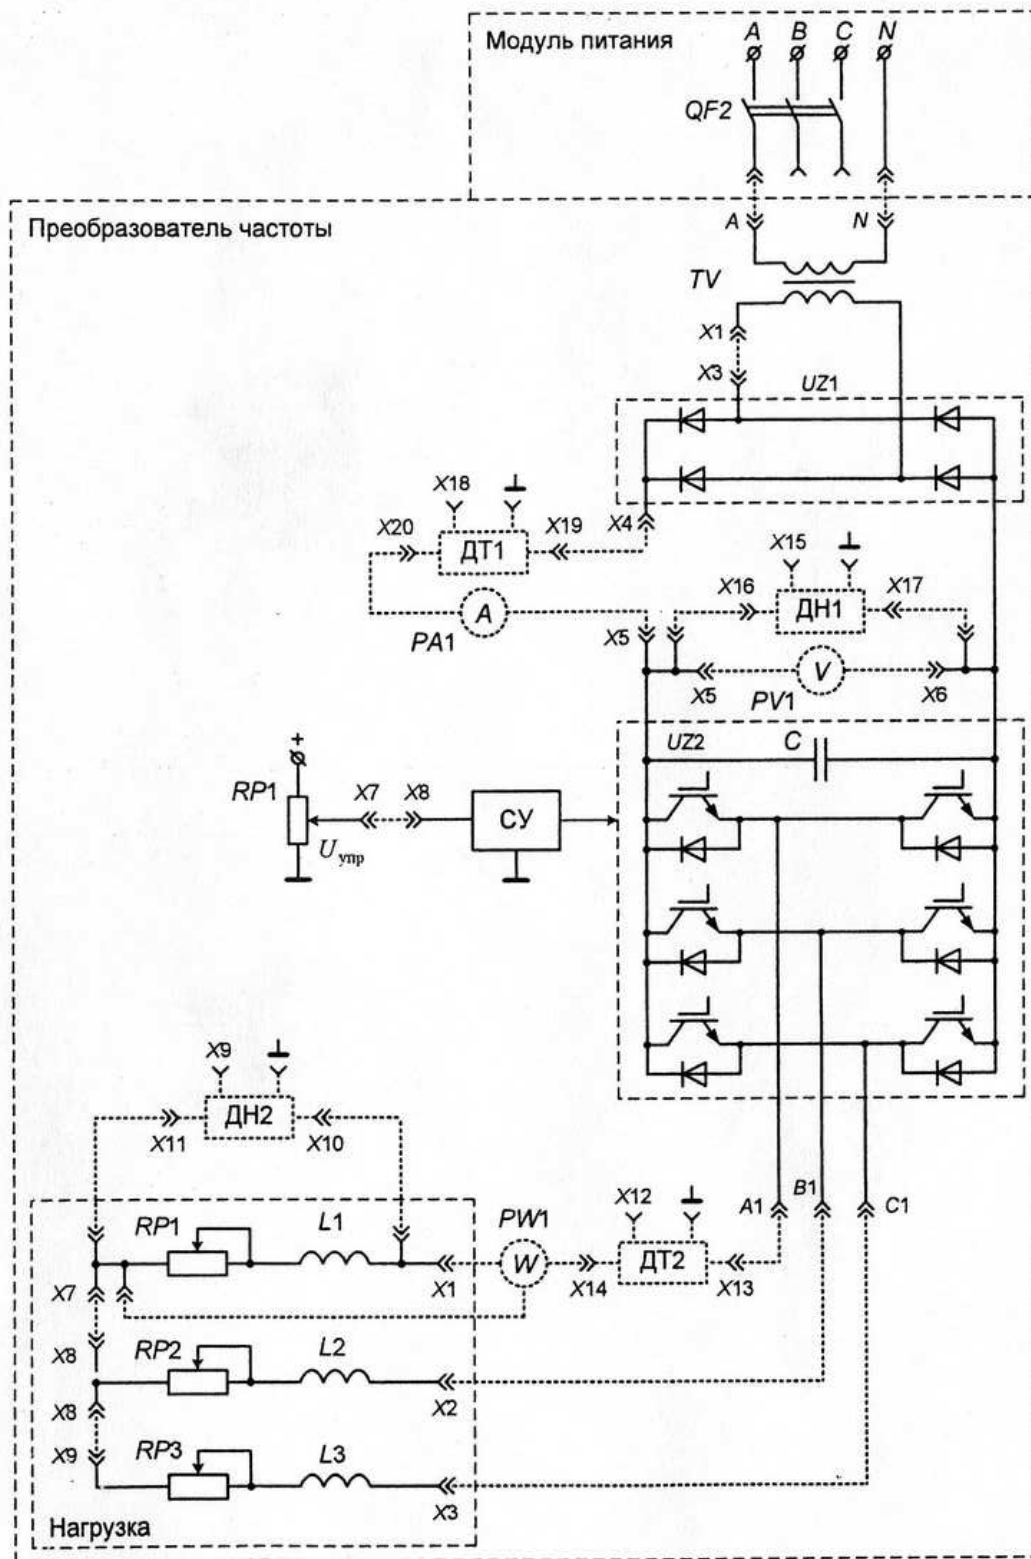 Модуль питания
A B C N
QF2
Преобразователь частоты
A N
TV
X1
X3
UZ1
X18
X20 X19 X4
ДТ1
A
PA1
X15
X16 X17
ДН1
X5
V
X5 X6
PV1
UZ2 C
+
RP1 X7 X8
СУ
Uупр
X9
ДН2
X11 X10
A1 B1 C1
X12
RP1 L1 PW1
W ДТ2
X7 X1 X14 X13
RP2 L2
X8
X2
X8
RP3 L3
X9
X3
Нагрузка